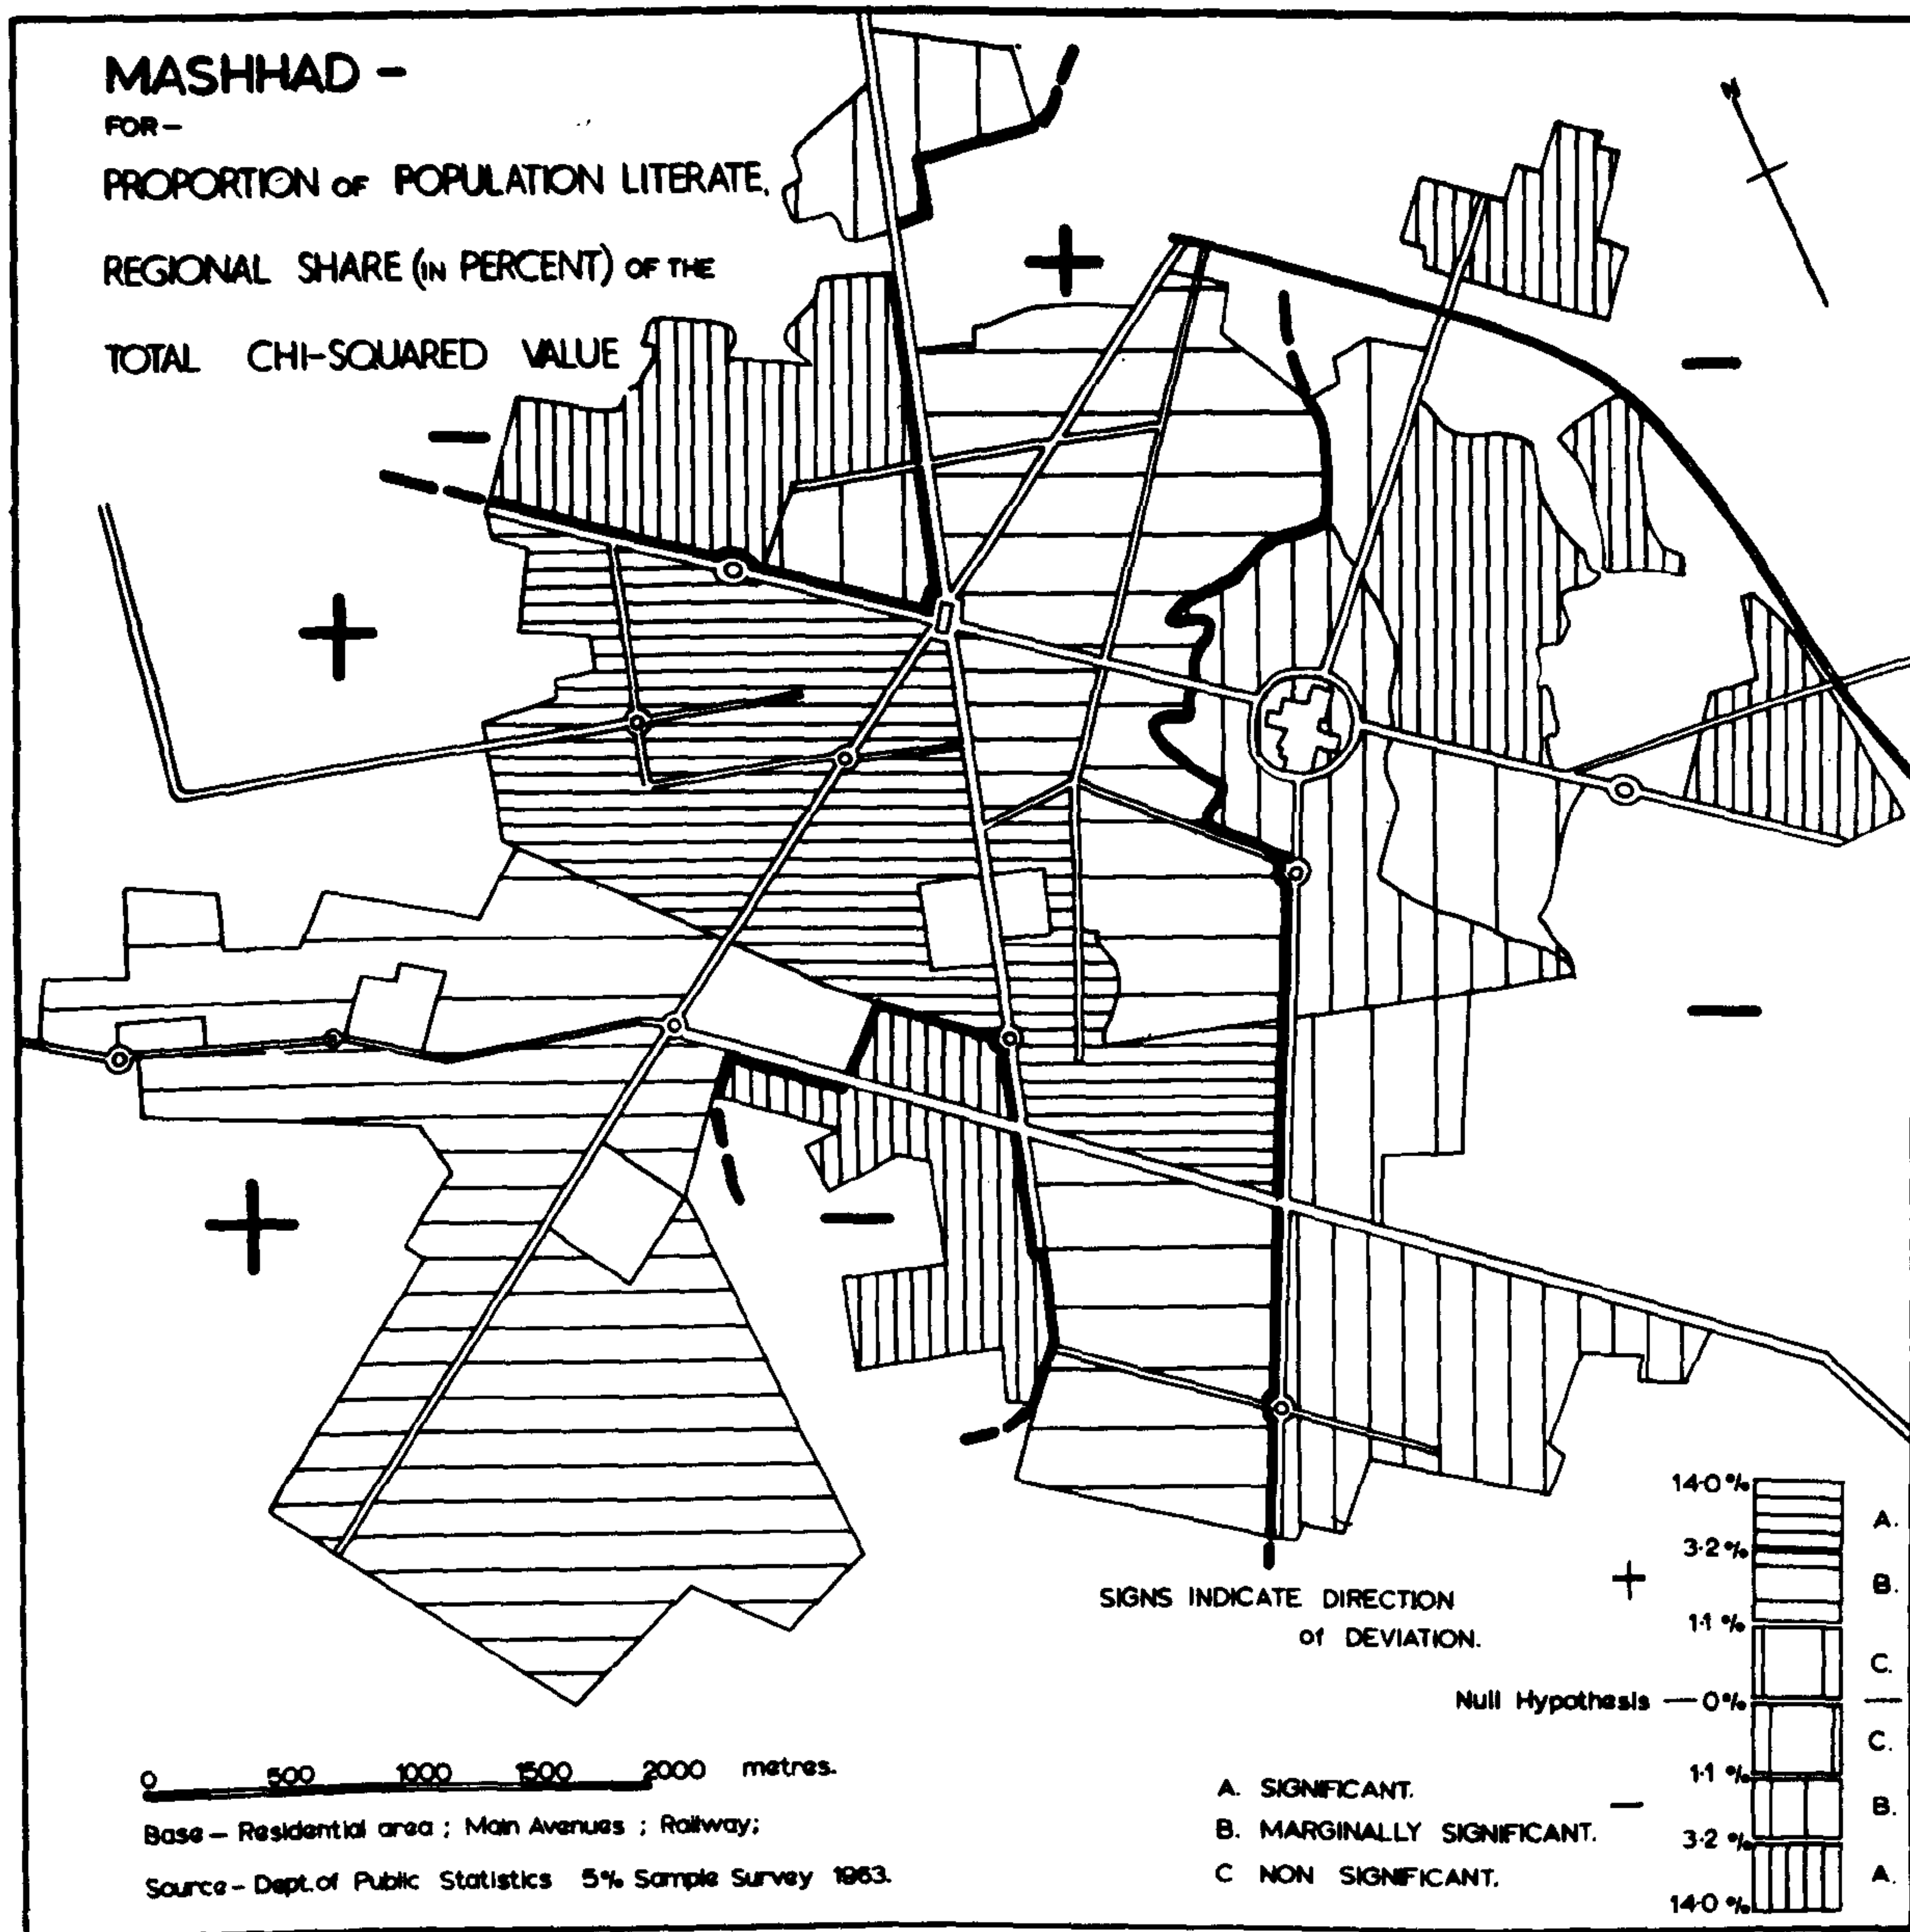 MASHHAD -
FOR -
PROPORTION OF POPULATION LITERATE,
REGIONAL SHARE (IN PERCENT) OF THE
TOTAL CHI-SQUARED VALUE
N
+
-
-
+
-
+
-
14·0 %
A.
3·2 %
+
B.
1·1 %
C.
Null Hypothesis — 0 %
C.
1·1 %
-
B.
3·2 %
A.
14·0 %
SIGNS INDICATE DIRECTION
of DEVIATION.
0 500 1000 1500 2000 metres.
Base - Residential area ; Main Avenues ; Railway;
Source - Dept. of Public Statistics 5% Sample Survey 1963.
A. SIGNIFICANT.
B. MARGINALLY SIGNIFICANT.
C NON SIGNIFICANT.